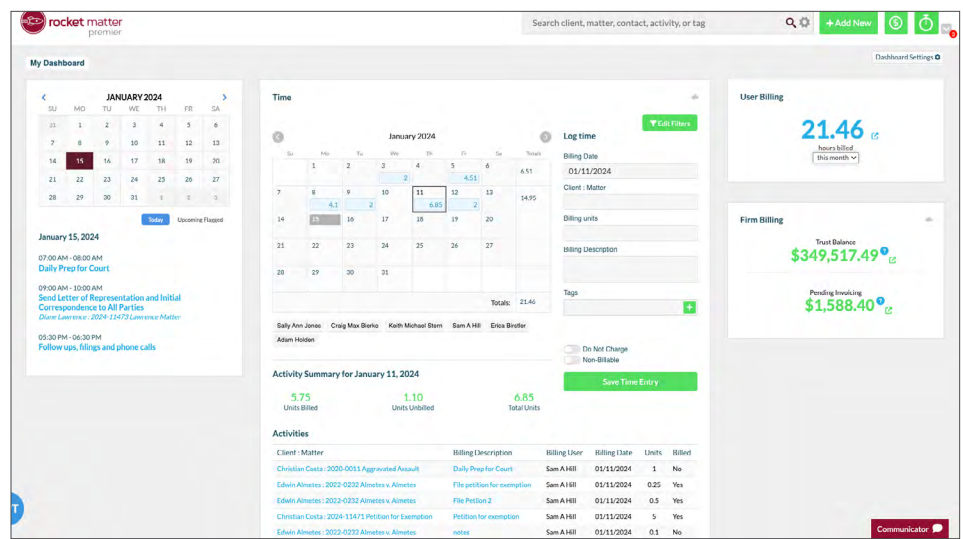 rocket matter
premier
Search client, matter, contact, activity, or tag
+ Add New
My Dashboard
Dashboard Settings
JANUARY 2024
SU MO TU WE TH FR SA
31 1 2 3 4 5 6
7 8 9 10 11 12 13
14 15 16 17 18 19 20
21 22 23 24 25 26 27
28 29 30 31 1 2 3
Today Upcoming Flagged
January 15, 2024
07:00 AM - 08:00 AM
Daily Prep for Court
09:00 AM - 10:00 AM
Send Letter of Representation and Initial
Correspondence to All Parties
Diane Lawrence : 2024-11473 Lawrence Matter
05:30 PM - 06:30 PM
Follow ups, filings and phone calls
Time
Edit Filters
January 2024
Su Mo Tu We Th Fr Sa Totals
1 2 3 4 5 6
2 4.51 6.51
7 8 9 10 11 12 13
4.1 2 6.85 2 14.95
14 15 16 17 18 19 20
21 22 23 24 25 26 27
28 29 30 31
Totals: 21.46
Sally Ann Jones Craig Max Bierko Keith Michael Stern Sam A Hill Erica Birstler
Adam Holden
Log time
Billing Date
01/11/2024
Client : Matter
Billing units
Billing Description
Tags
+
Do Not Charge
Non-Billable
Save Time Entry
Activity Summary for January 11, 2024
5.75 1.10 6.85
Units Billed Units Unbilled Total Units
Activities
Client : Matter Billing Description Billing User Billing Date Units Billed
Christian Costa : 2020-0011 Aggravated Assault Daily Prep for Court Sam A Hill 01/11/2024 1 No
Edwin Almetes : 2022-0232 Almetes v. Almetes File petition for exemption Sam A Hill 01/11/2024 0.25 Yes
Edwin Almetes : 2022-0232 Almetes v. Almetes File Petition 2 Sam A Hill 01/11/2024 0.5 Yes
Christian Costa : 2024-11471 Petition for Exemption Petition for exemption Sam A Hill 01/11/2024 5 Yes
Edwin Almetes : 2022-0232 Almetes v. Almetes notes Sam A Hill 01/11/2024 0.1 No
User Billing
21.46
hours billed
this month
Firm Billing
Trust Balance
$349,517.49
Pending Invoicing
$1,588.40
T
Communicator